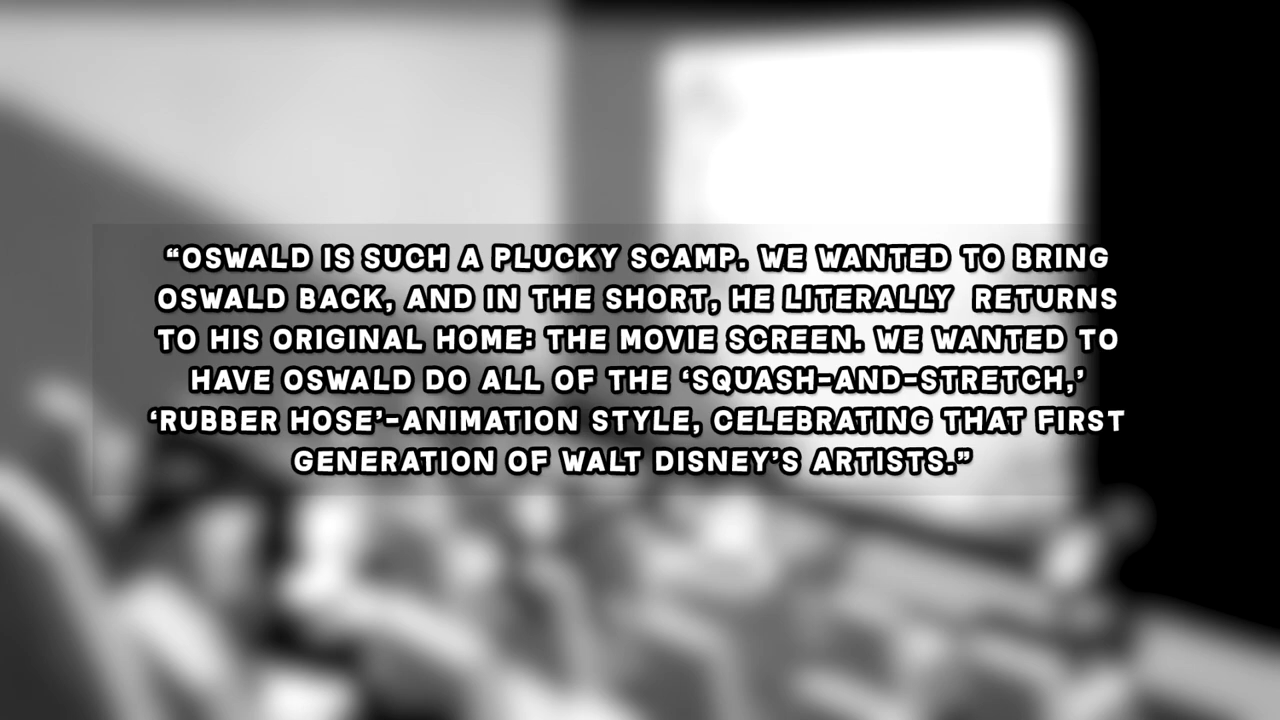 “OSWALD IS SUCH A PLUCKY SCAMP. WE WANTED TO BRING
OSWALD BACK, AND IN THE SHORT, HE LITERALLY  RETURNS
TO HIS ORIGINAL HOME: THE MOVIE SCREEN. WE WANTED TO
HAVE OSWALD DO ALL OF THE ‘SQUASH-AND-STRETCH,’
‘RUBBER HOSE’-ANIMATION STYLE, CELEBRATING THAT FIRST
GENERATION OF WALT DISNEY’S ARTISTS.”